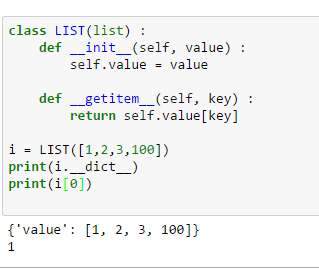 class LIST(list) :
    def __init__(self, value) :
        self.value = value
    def __getitem__(self, key) :
        return self.value[key]
i = LIST([1,2,3,100])
print(i.__dict__)
print(i[0])
{'value': [1, 2, 3, 100]}
1